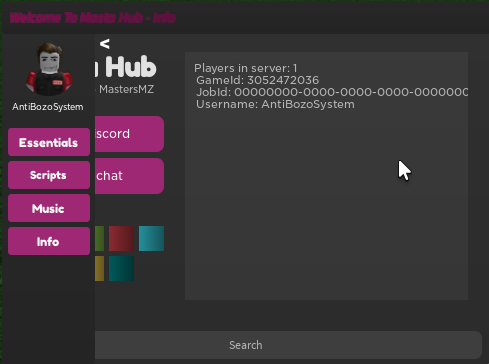 Welcome To Master Hub - Info
<
Hub
- MastersMZ
AntiBozoSystem
Essentials
Scripts
Music
Info
scord
chat
Players in server: 1
GameId: 3052472036
JobId: 00000000-0000-0000-0000-0000000
Username: AntiBozoSystem
Search